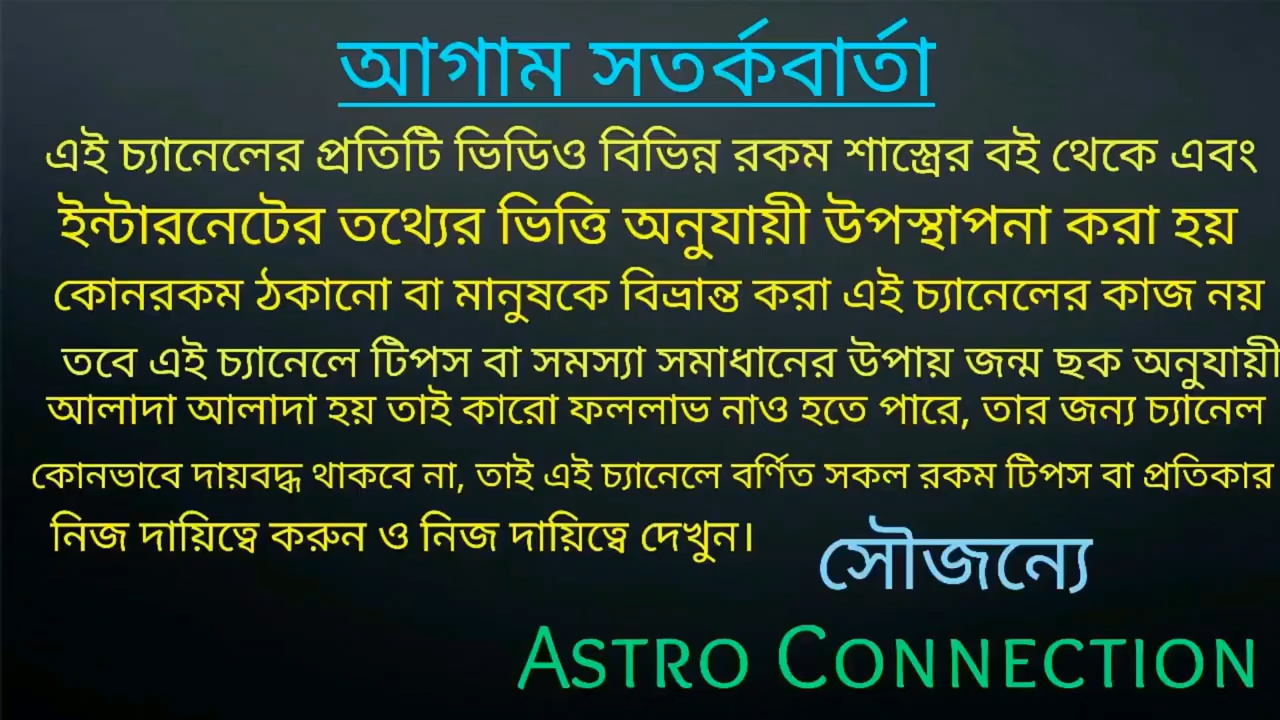 আগাম সতর্কবার্তা
এই চ্যানেলের প্রতিটি ভিডিও বিভিন্ন রকম শাস্ত্রের বই থেকে এবং
ইন্টারনেটের তথ্যের ভিত্তি অনুযায়ী উপস্থাপনা করা হয়
কোনরকম ঠকানো বা মানুষকে বিভ্রান্ত করা এই চ্যানেলের কাজ নয়
তবে এই চ্যানেলে টিপস বা সমস্যা সমাধানের উপায় জন্ম ছক অনুযায়ী
আলাদা আলাদা হয় তাই কারো ফললাভ নাও হতে পারে, তার জন্য চ্যানেল
কোনভাবে দায়বদ্ধ থাকবে না, তাই এই চ্যানেলে বর্ণিত সকল রকম টিপস বা প্রতিকার
নিজ দায়িত্বে করুন ও নিজ দায়িত্বে দেখুন।
সৌজন্যে
ASTRO CONNECTION